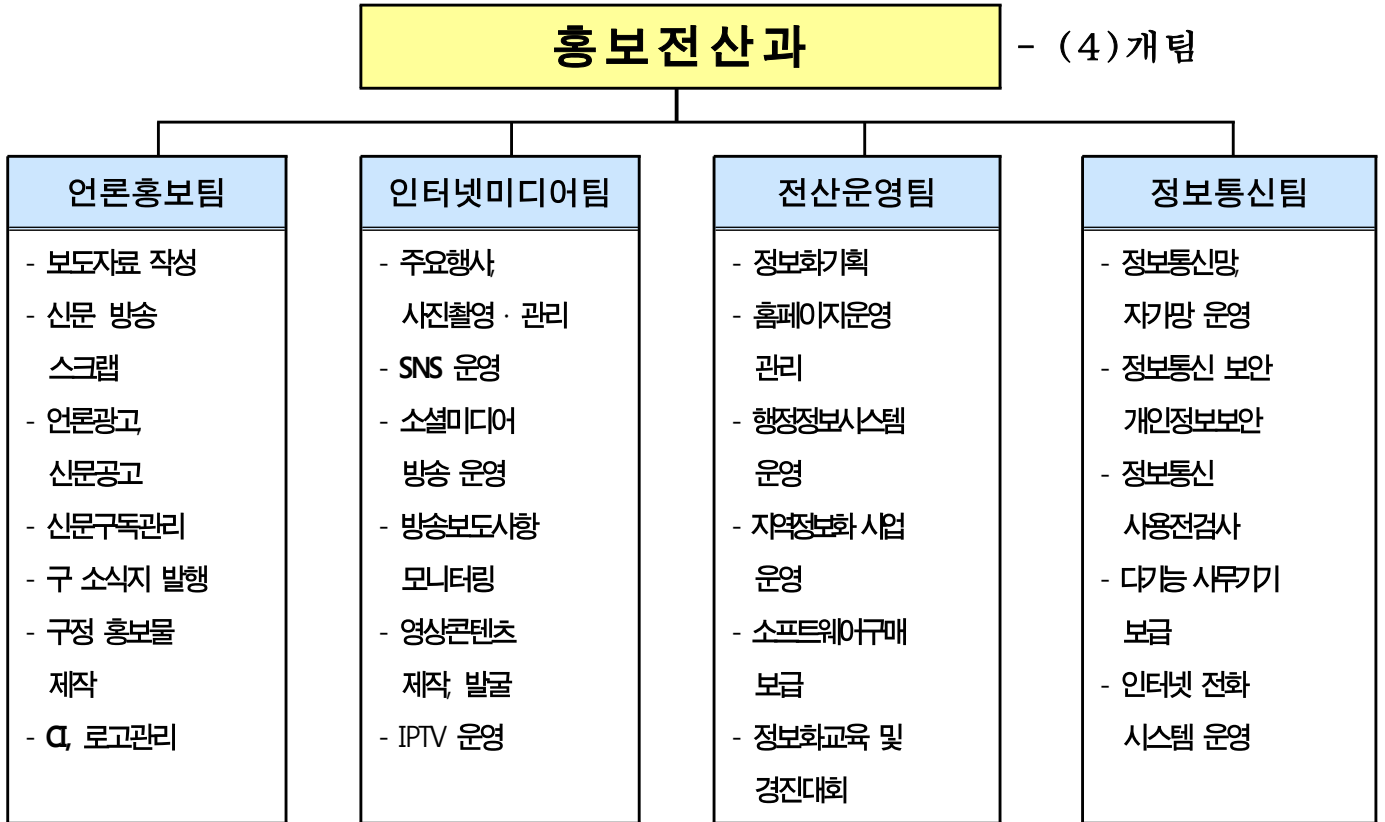 홍보전산과
- (4)개팀
언론홍보팀
- 보도자료 작성
- 신문 방송
스크랩
- 언론광고,
신문공고
- 신문구독관리
- 구 소식지 발행
- 구정 홍보물
제작
- CI, 로고관리
인터넷미디어팀
- 주요행사,
사진촬영 · 관리
- SNS 운영
- 소셜미디어
방송 운영
- 방송보도사항
모니터링
- 영상콘텐츠
제작, 발굴
- IPTV 운영
전산운영팀
- 정보화기획
- 홈페이지운영
관리
- 행정정보시스템
운영
- 지역정보화 사업
운영
- 소프트웨어구매
보급
- 정보화교육 및
경진대회
정보통신팀
- 정보통신망,
자가망 운영
- 정보통신 보안
개인정보보안
- 정보통신
사용전검사
- 다기능 사무기기
보급
- 인터넷 전화
시스템 운영